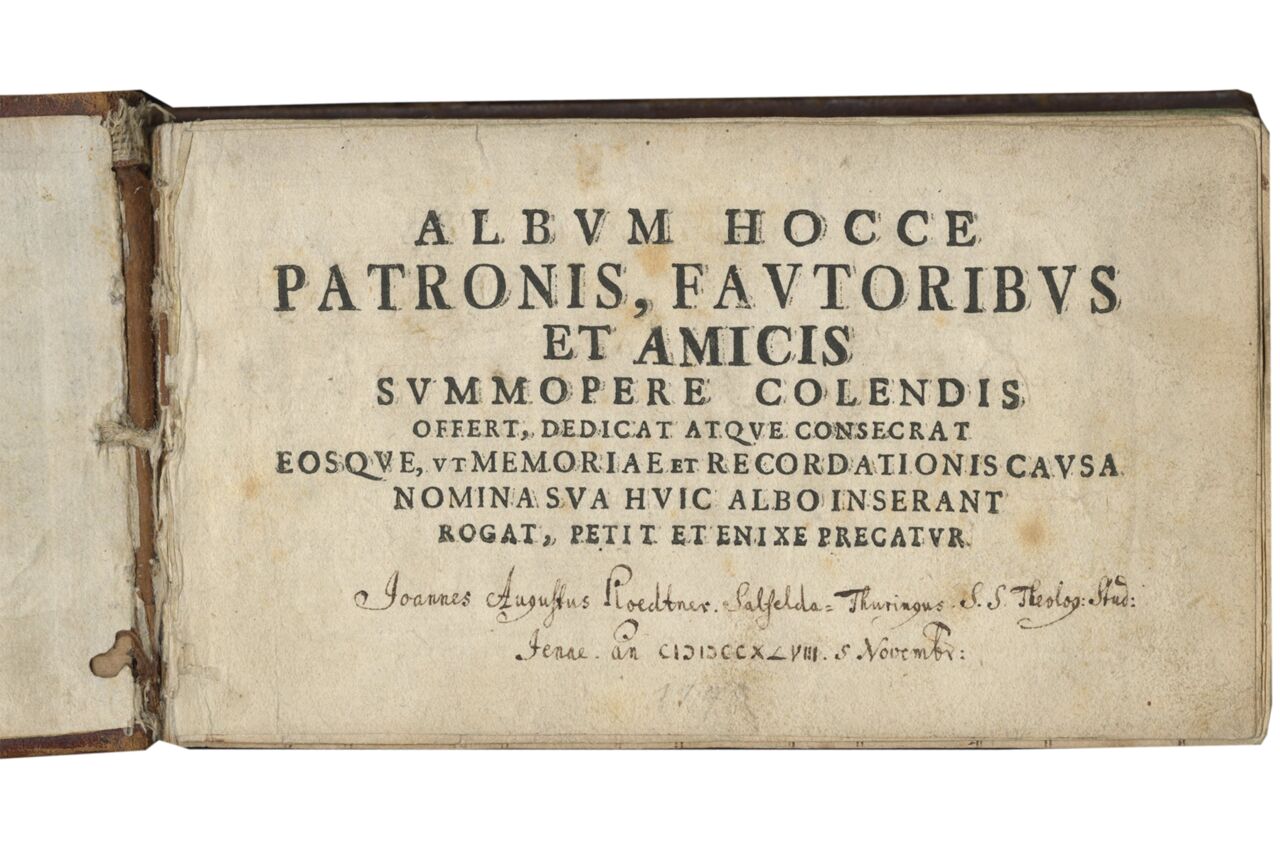 ALBVM HOCCE
PATRONIS, FAVTORIBVS
ET AMICIS
SVMMOPERE COLENDIS
OFFERT, DEDICAT ATQVE CONSECRAT
EOSQVE, VT MEMORIAE ET RECORDATIONIS CAVSA
NOMINA SVA HVIC ALBO INSERANT
ROGAT, PETIT ET ENIXE PRECATVR.
Joannes Augustus Roedtner. Salfelda= Thuringus. S. S. Theolog: Stud:
Jenae. An CIƆIƆCCXLVIII. 5 Novembr: